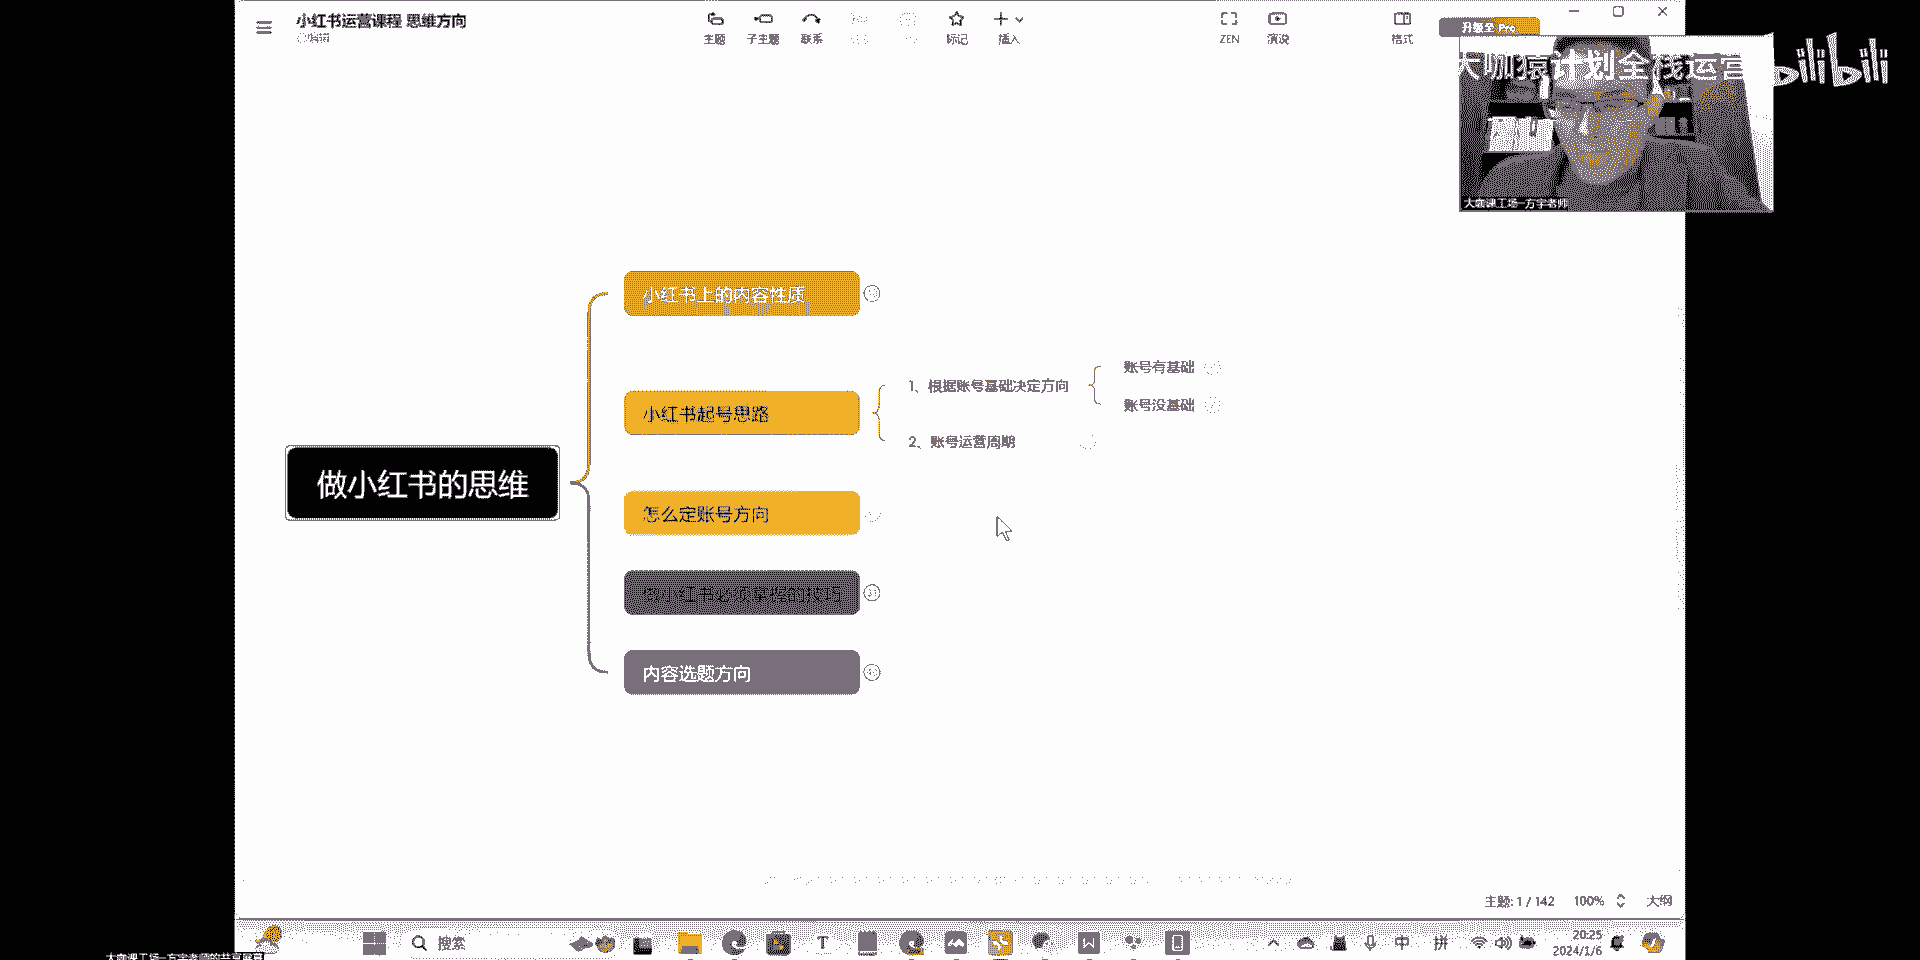 小红书运营课程 思维方向
主题
子主题
联系
标记
插入
ZEN
演说
格式
升级至 Pro
大咖猿计划全栈运营
bilibili
大咖课工场-方宇老师
小红书上的内容性质
小红书起号思路
1、根据账号基础决定方向
账号有基础
账号没基础
2、账号运营周期
做小红书的思维
怎么定账号方向
做小红书必须掌握的技巧
内容选题方向
主题: 1 / 142
100%
大纲
搜索
中
拼
20:25
2024/1/6